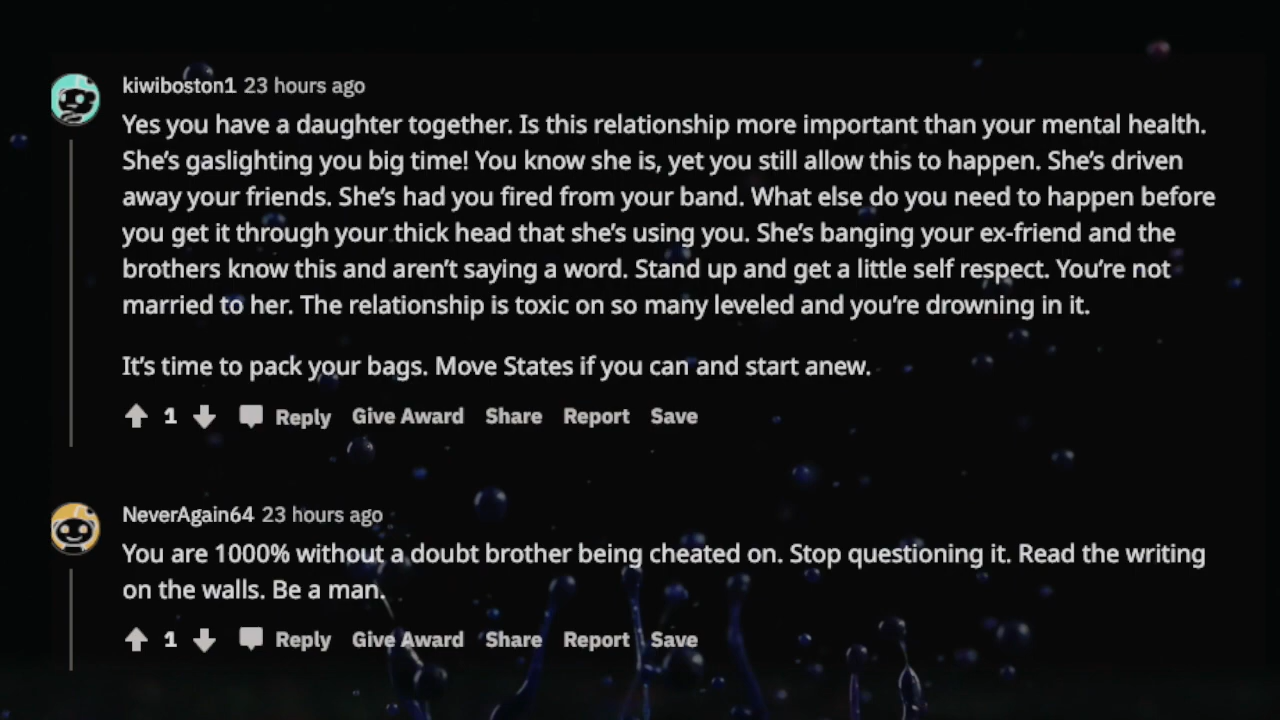 kiwiboston1 23 hours ago
Yes you have a daughter together. Is this relationship more important than your mental health.
She's gaslighting you big time! You know she is, yet you still allow this to happen. She's driven
away your friends. She's had you fired from your band. What else do you need to happen before
you get it through your thick head that she's using you. She's banging your ex-friend and the
brothers know this and aren't saying a word. Stand up and get a little self respect. You're not
married to her. The relationship is toxic on so many leveled and you're drowning in it.
It's time to pack your bags. Move States if you can and start anew.
1 Reply Give Award Share Report Save
NeverAgain64 23 hours ago
You are 1000% without a doubt brother being cheated on. Stop questioning it. Read the writing
on the walls. Be a man.
1 Reply Give Award Share Report Save